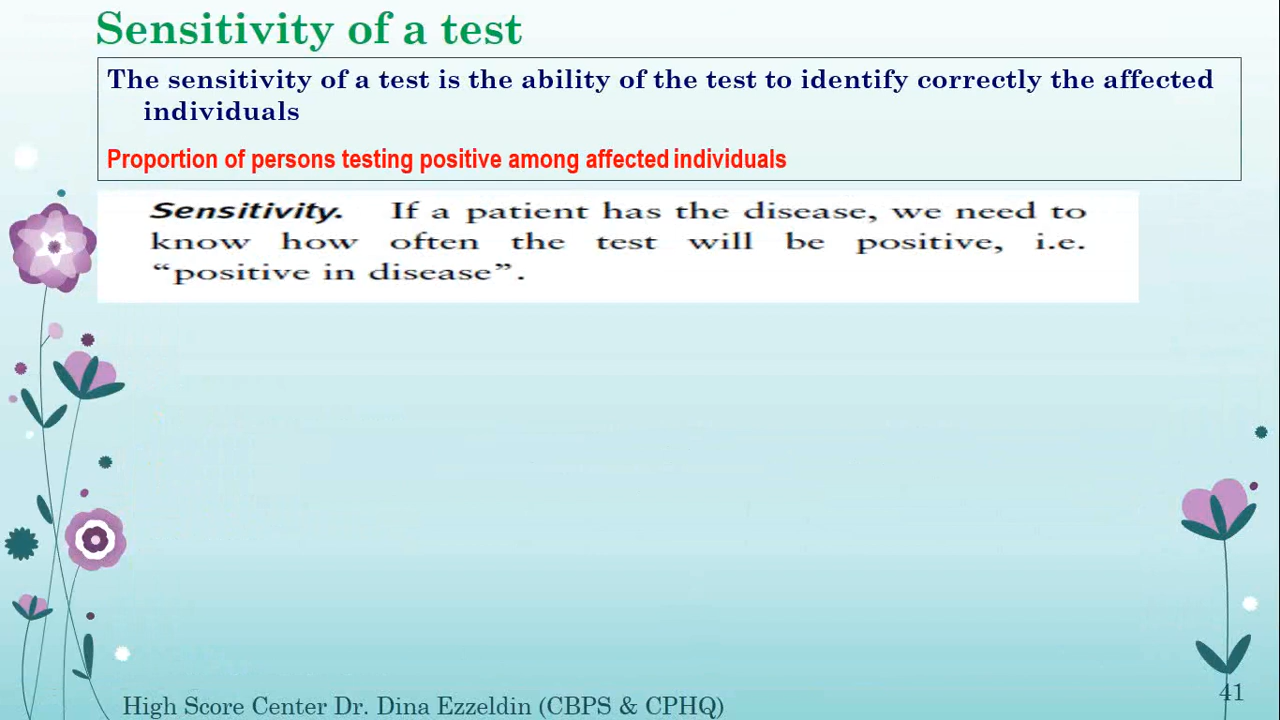 Sensitivity of a test
The sensitivity of a test is the ability of the test to identify correctly the affected
individuals
Proportion of persons testing positive among affected individuals
Sensitivity. If a patient has the disease, we need to
know how often the test will be positive, i.e.
“positive in disease”.
High Score Center Dr. Dina Ezzeldin (CBPS & CPHQ)
41